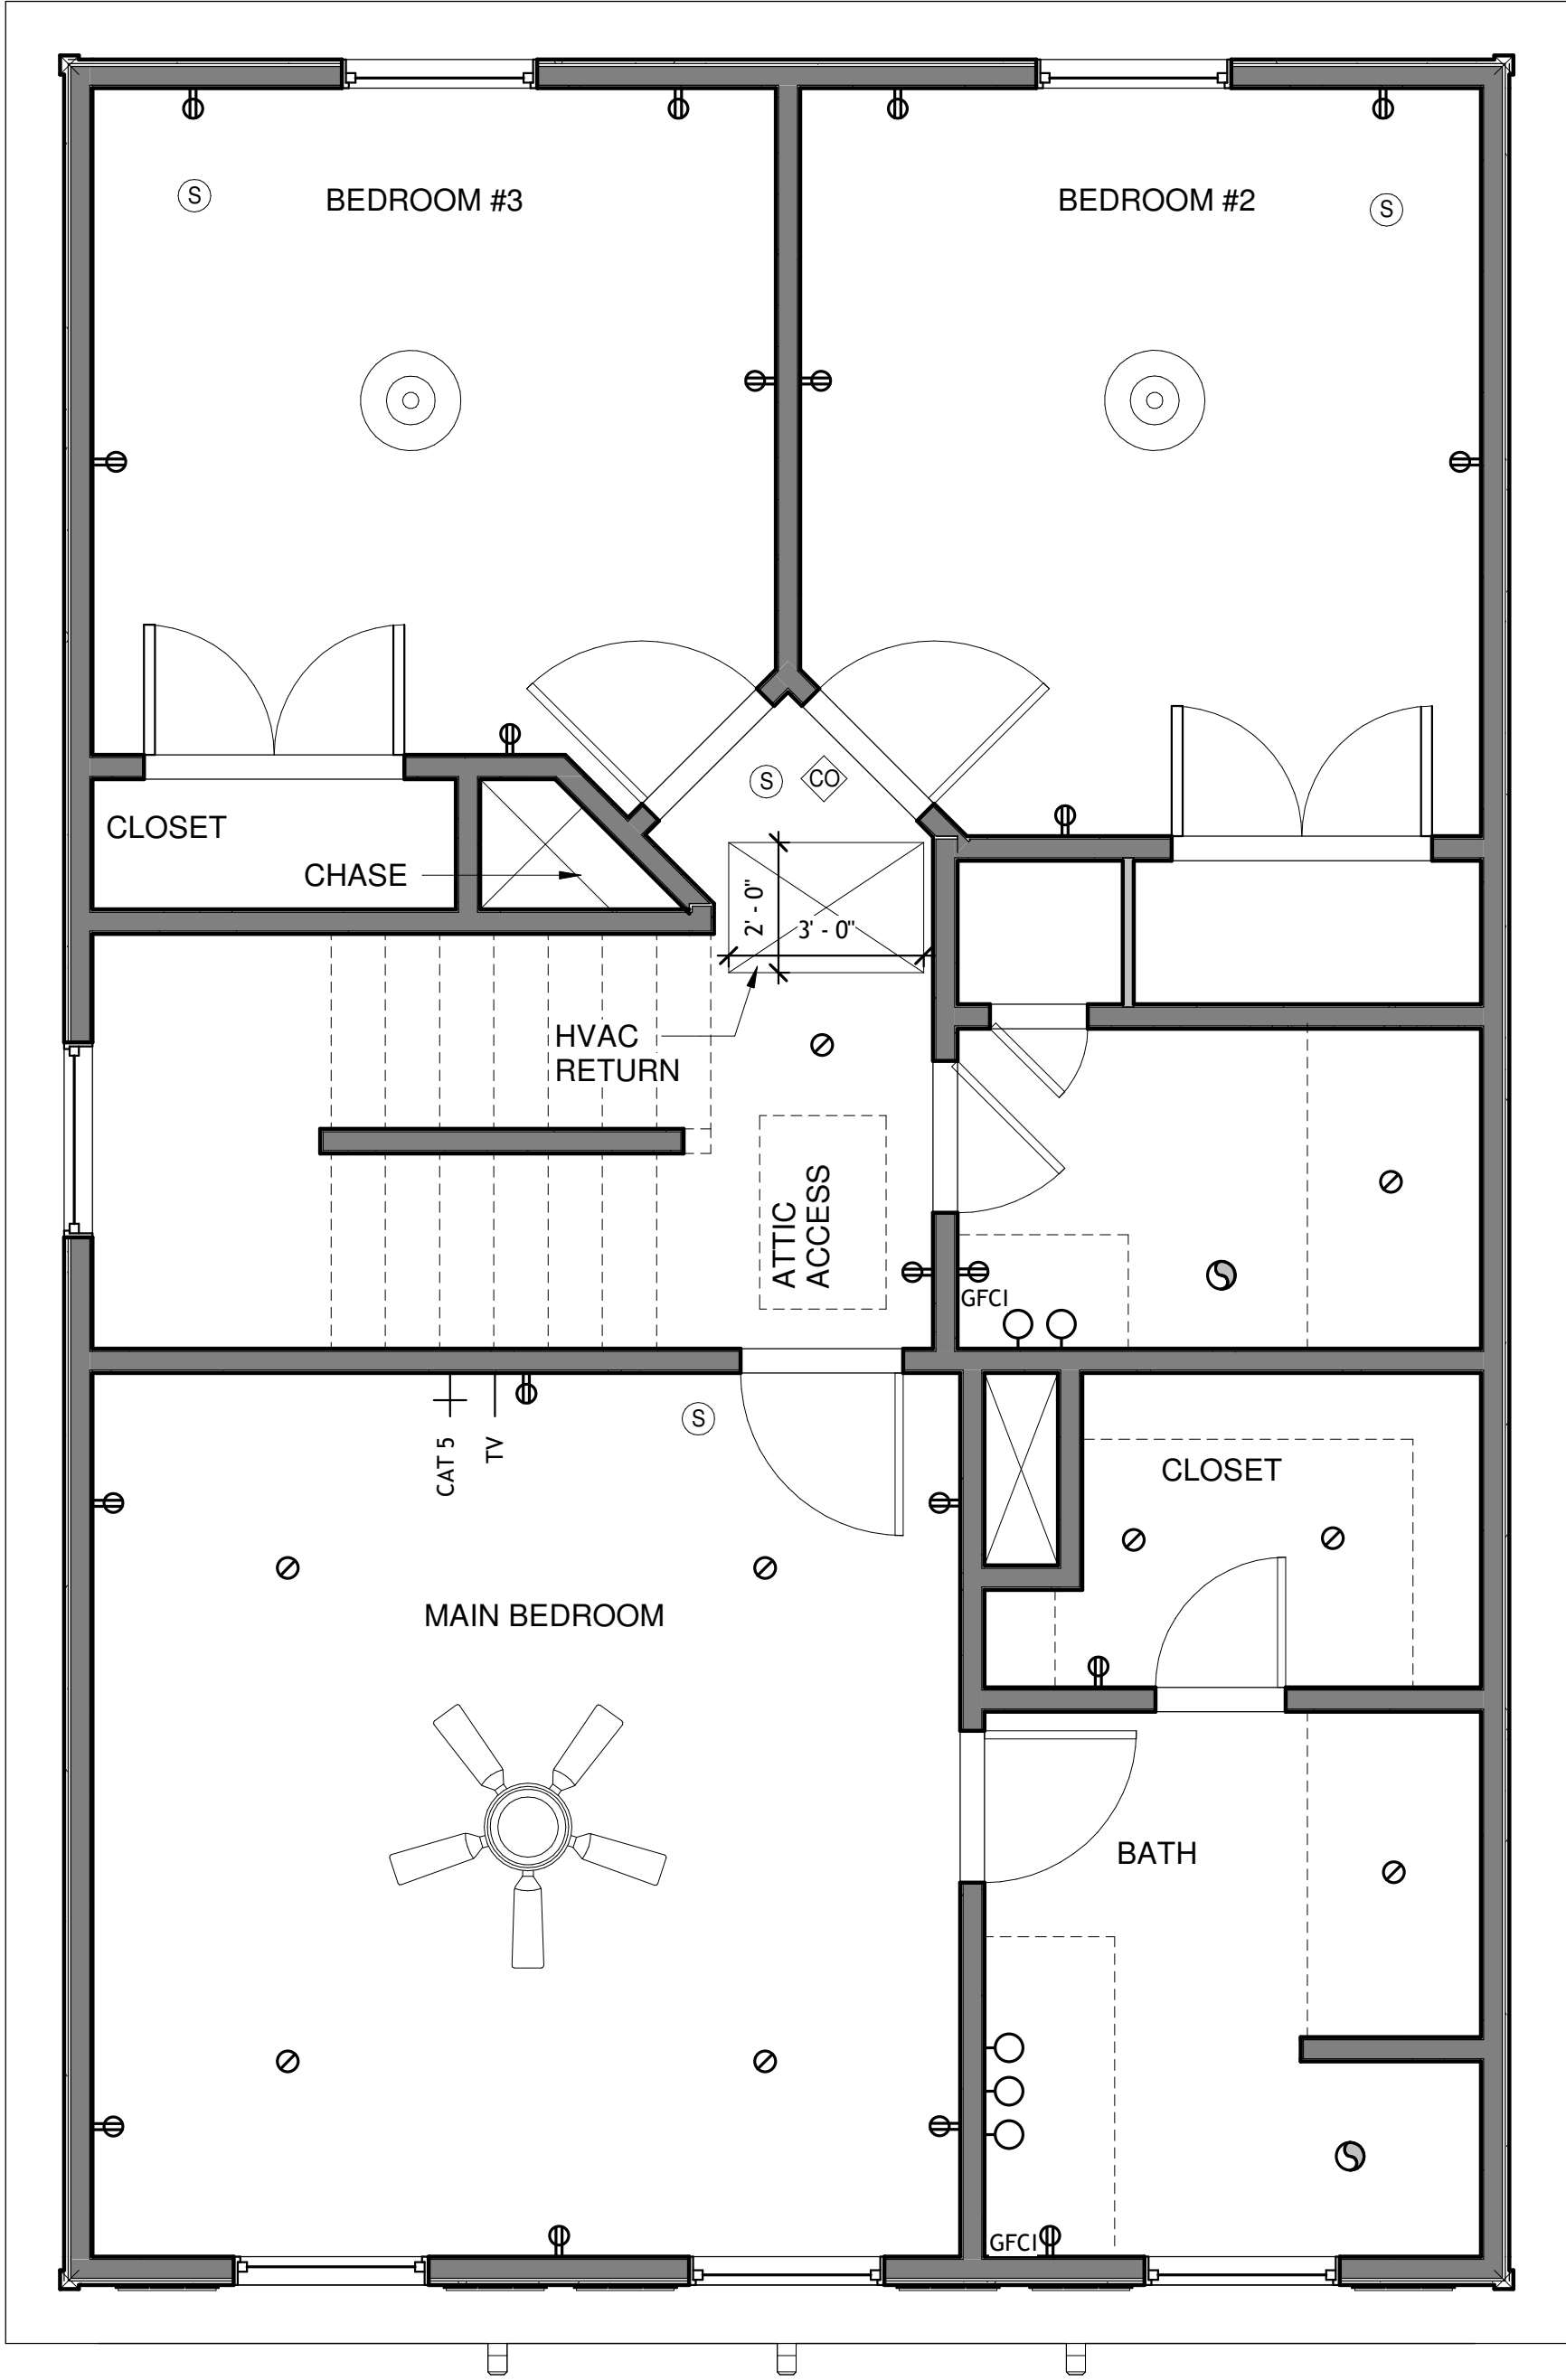 BEDROOM #3
BEDROOM #2
S
S
S
CO
CLOSET
CHASE
2' - 0"
3' - 0"
HVAC
RETURN
ATTIC
ACCESS
GFCI
CAT 5
TV
S
CLOSET
MAIN BEDROOM
BATH
GFCI